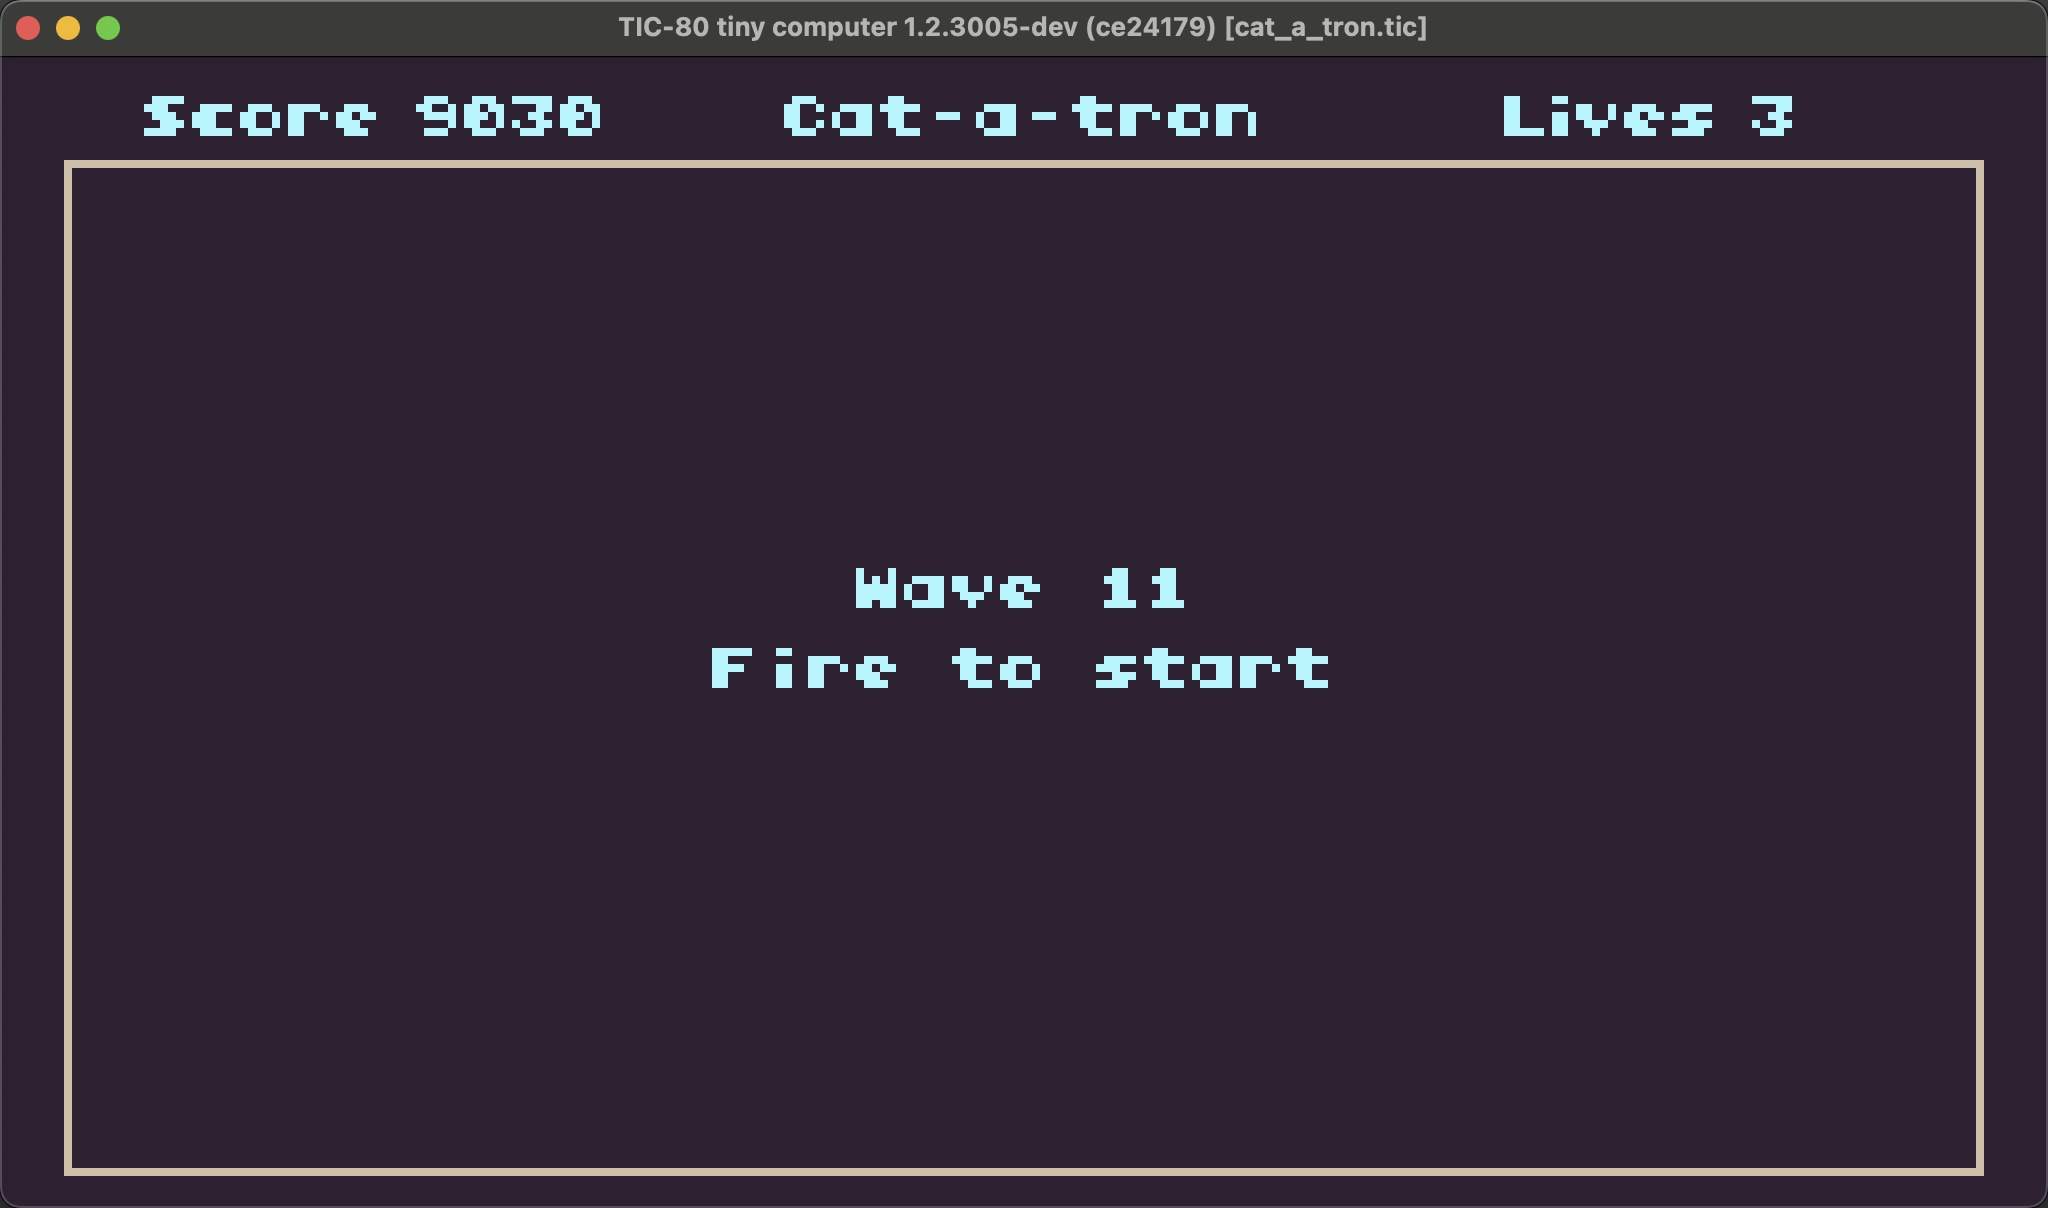 TIC-80 tiny computer 1.2.3005-dev (ce24179) [cat_a_tron.tic]
Score 9030 Cat-a-tron Lives 3
Wave 11
Fire to start